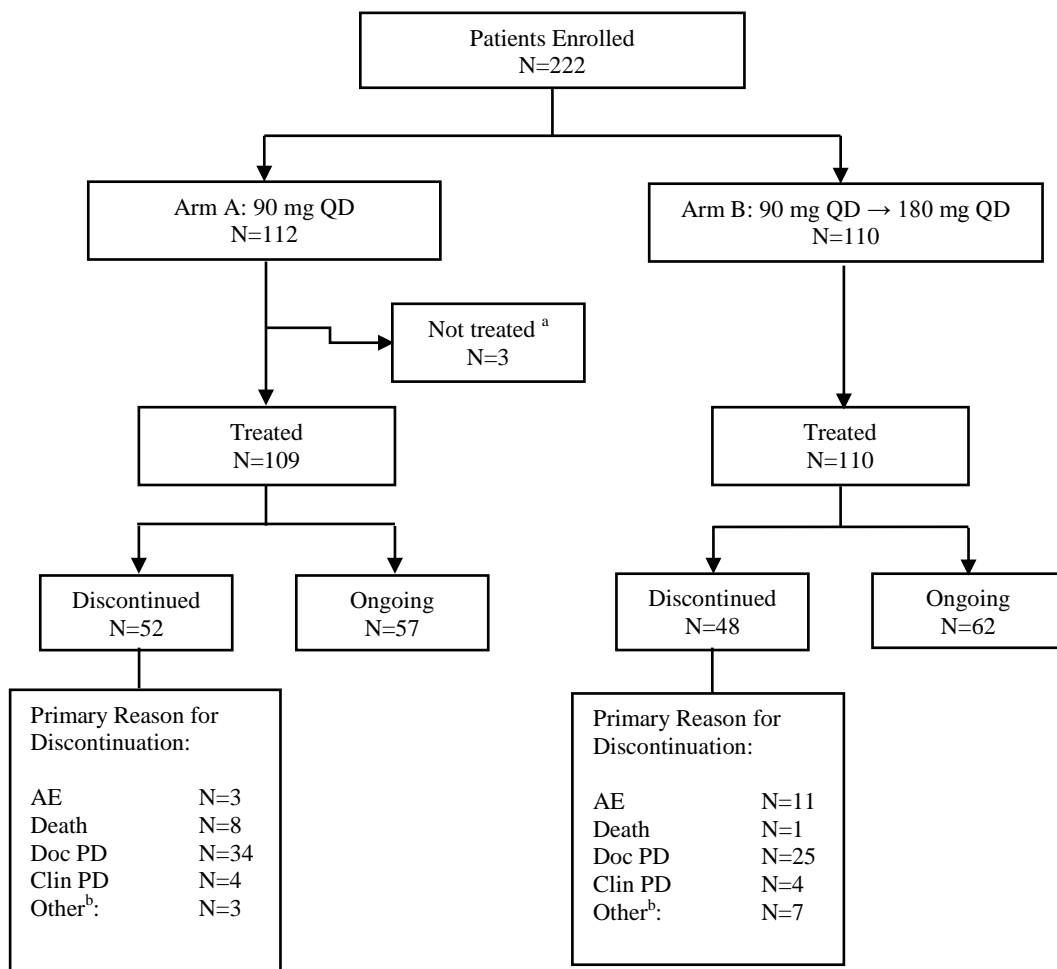 Patients Enrolled
N=222
Arm A: 90 mg QD
N=112
Arm B: 90 mg QD → 180 mg QD
N=110
Not treated a
N=3
Treated
N=109
Treated
N=110
Discontinued
N=52
Ongoing
N=57
Discontinued
N=48
Ongoing
N=62
Primary Reason for
Discontinuation:
AE N=3
Death N=8
Doc PD N=34
Clin PD N=4
Otherb: N=3
Primary Reason for
Discontinuation:
AE N=11
Death N=1
Doc PD N=25
Clin PD N=4
Otherb: N=7